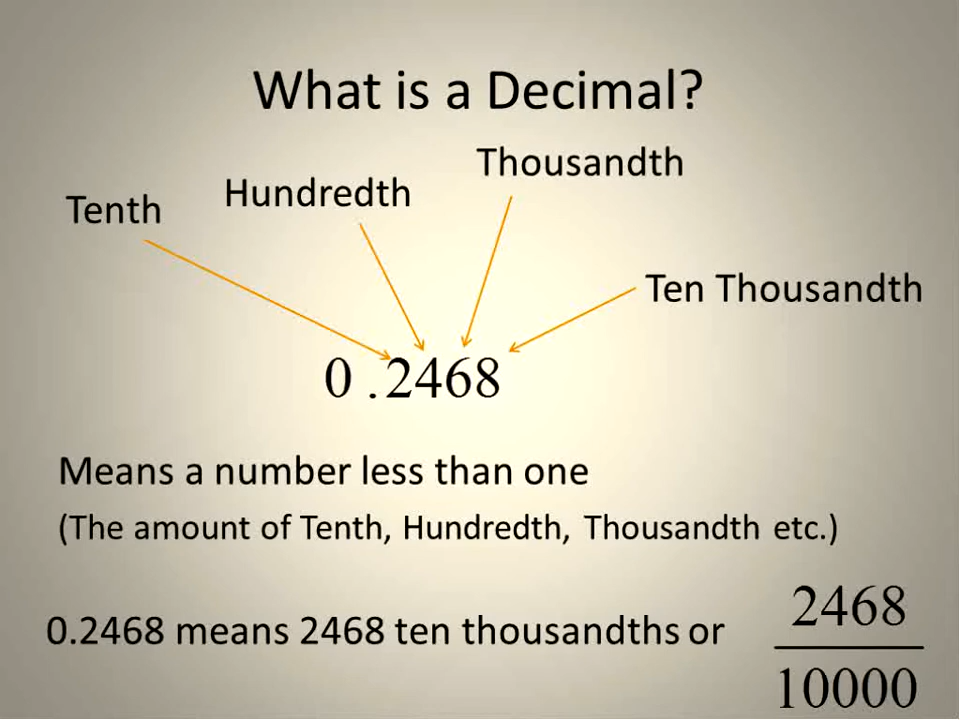 What is a Decimal?
Thousandth
Hundredth
Tenth
Ten Thousandth
0 .2468
Means a number less than one
(The amount of Tenth, Hundredth, Thousandth etc.)
0.2468 means 2468 ten thousandths or
2468
10000